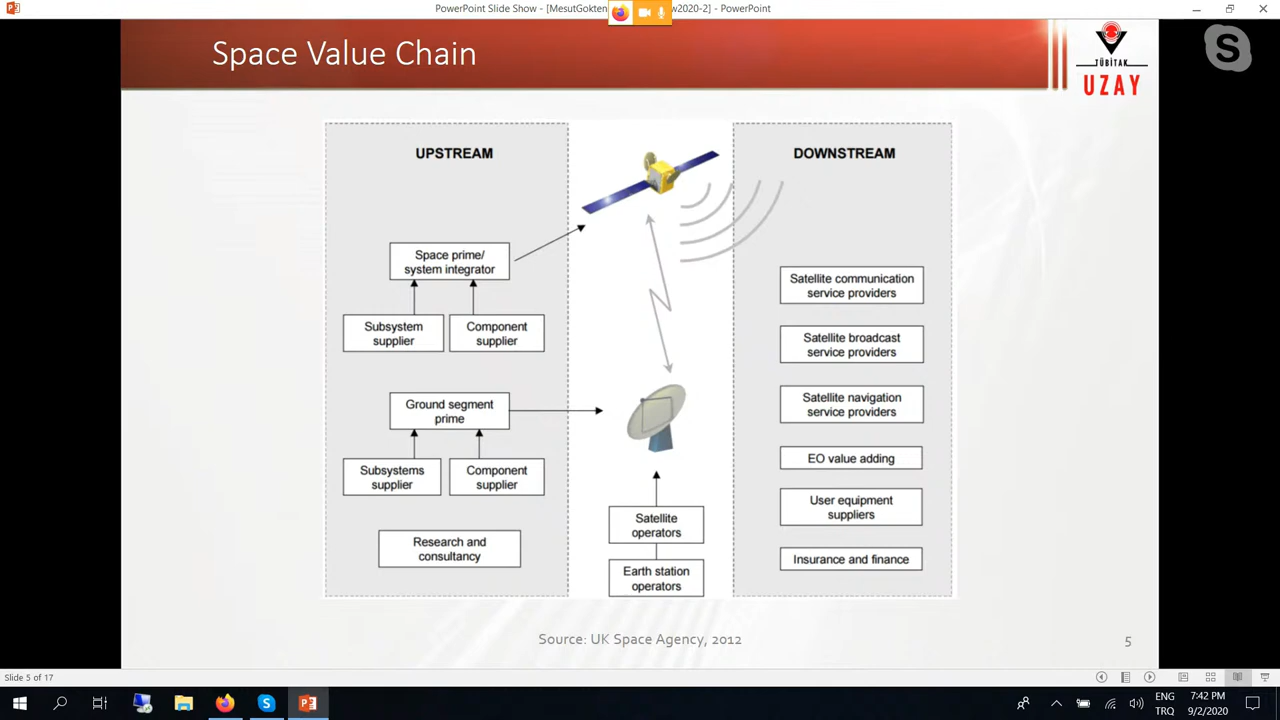 PowerPoint Slide Show - [MesutGokten
w2020-2] - PowerPoint
Space Value Chain
TÜBİTAK
UZAY
UPSTREAM
Space prime/
system integrator
Subsystem
supplier
Component
supplier
Ground segment
prime
Subsystems
supplier
Component
supplier
Research and
consultancy
Satellite
operators
Earth station
operators
DOWNSTREAM
Satellite communication
service providers
Satellite broadcast
service providers
Satellite navigation
service providers
EO value adding
User equipment
suppliers
Insurance and finance
Source: UK Space Agency, 2012
5
Slide 5 of 17
ENG
TRQ
7:42 PM
9/2/2020